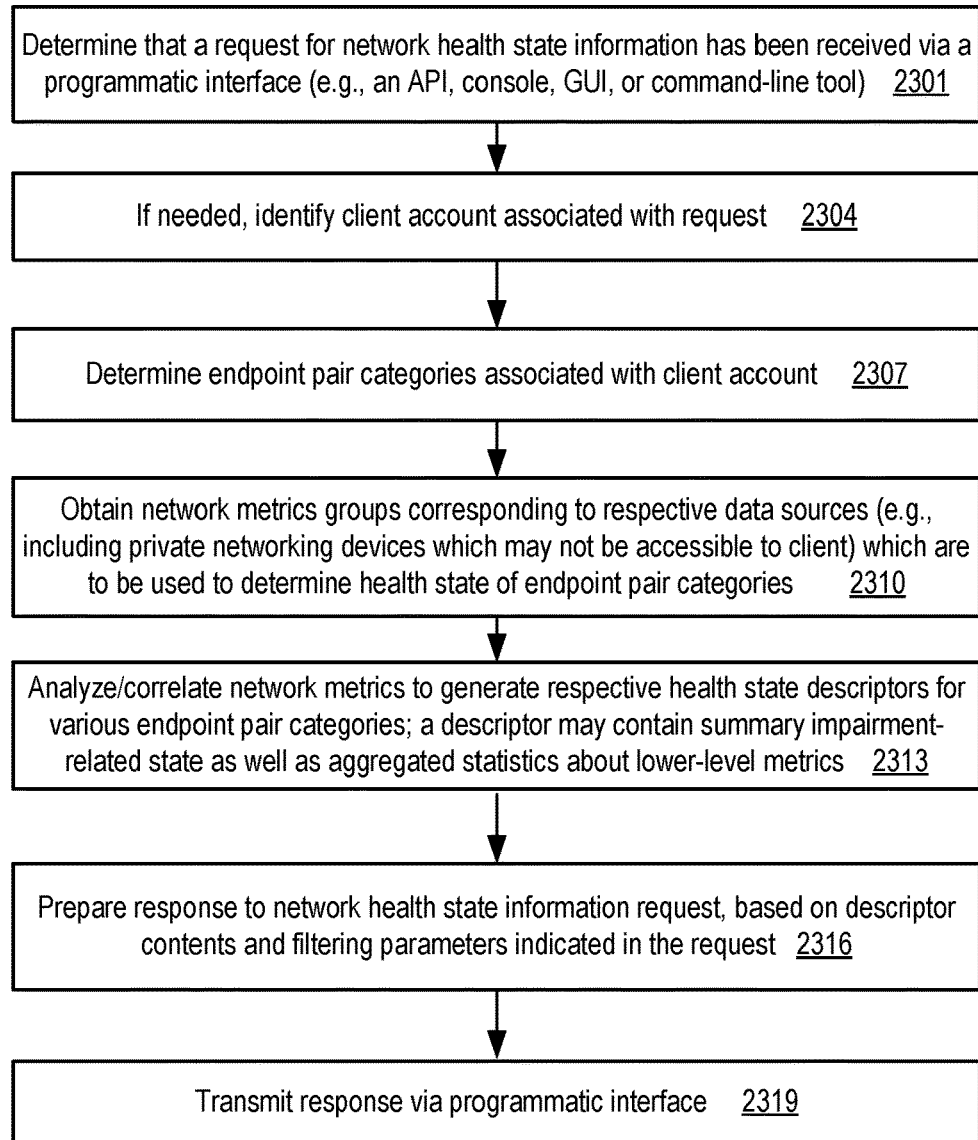 Determine that a request for network health state information has been received via a
programmatic interface (e.g., an API, console, GUI, or command-line tool) 2301
If needed, identify client account associated with request 2304
Determine endpoint pair categories associated with client account 2307
Obtain network metrics groups corresponding to respective data sources (e.g.,
including private networking devices which may not be accessible to client) which are
to be used to determine health state of endpoint pair categories 2310
Analyze/correlate network metrics to generate respective health state descriptors for
various endpoint pair categories; a descriptor may contain summary impairment-
related state as well as aggregated statistics about lower-level metrics 2313
Prepare response to network health state information request, based on descriptor
contents and filtering parameters indicated in the request 2316
Transmit response via programmatic interface 2319